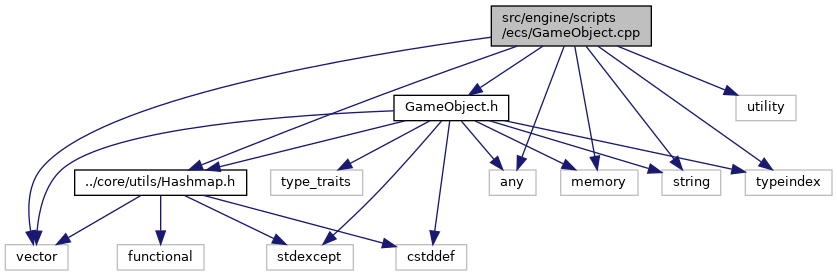 src/engine/scripts
/ecs/GameObject.cpp
GameObject.h
utility
../core/utils/Hashmap.h
type_traits
any
memory
string
typeindex
vector
functional
stdexcept
cstddef